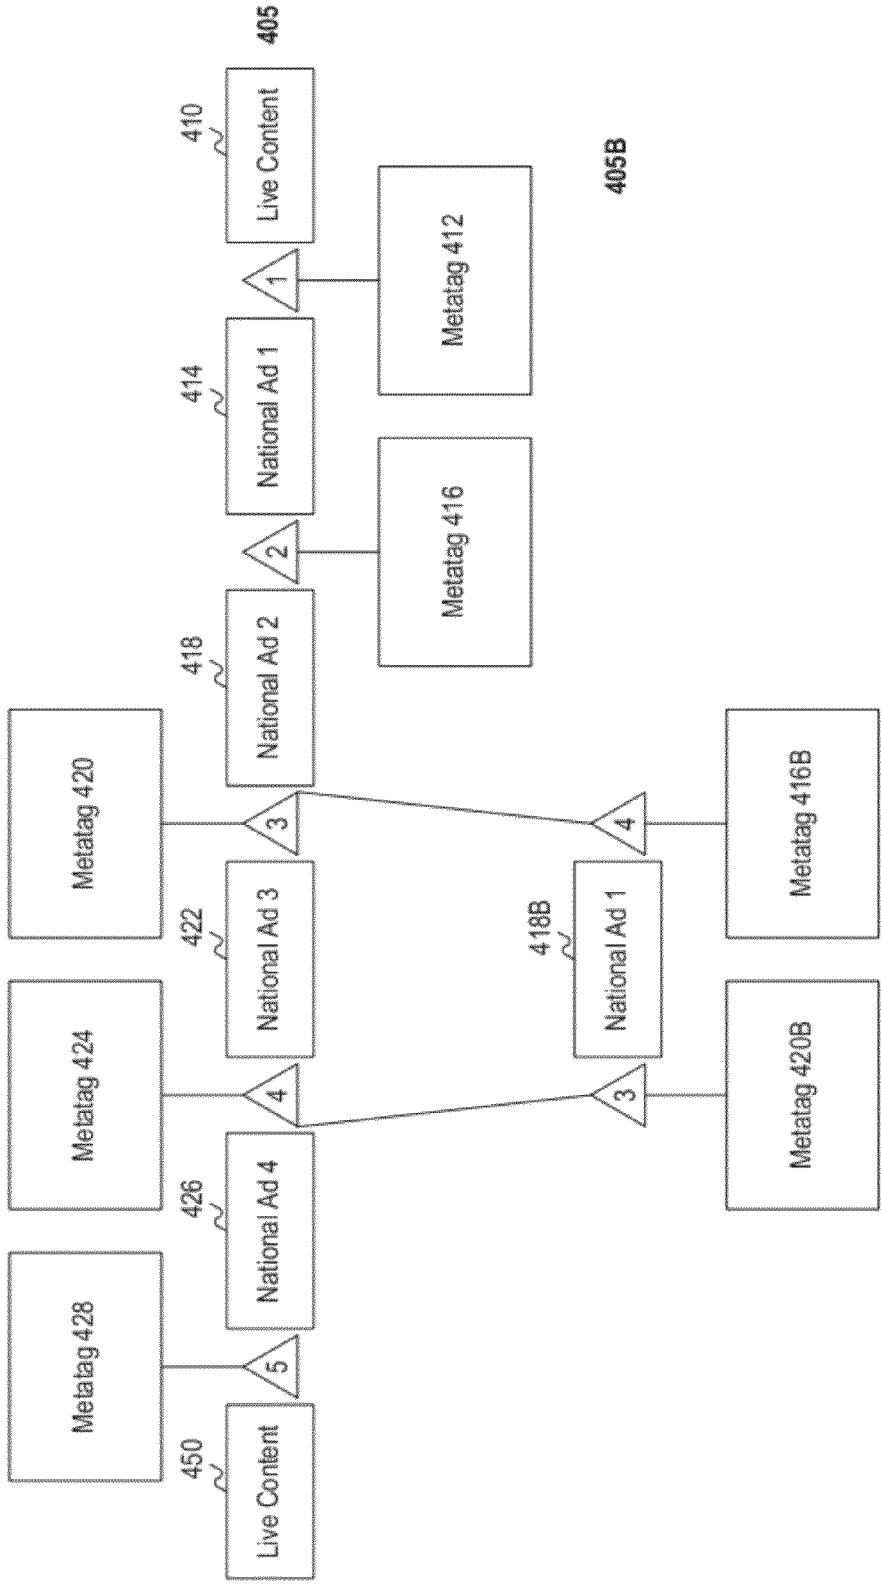 Metatag 428
Metatag 424
Metatag 420
450
426
422
418
414
410
405
Live Content
5
National Ad 4
4
National Ad 3
3
National Ad 2
2
National Ad 1
1
Live Content
Metatag 416
Metatag 412
405B
418B
3
National Ad 1
4
Metatag 420B
Metatag 416B